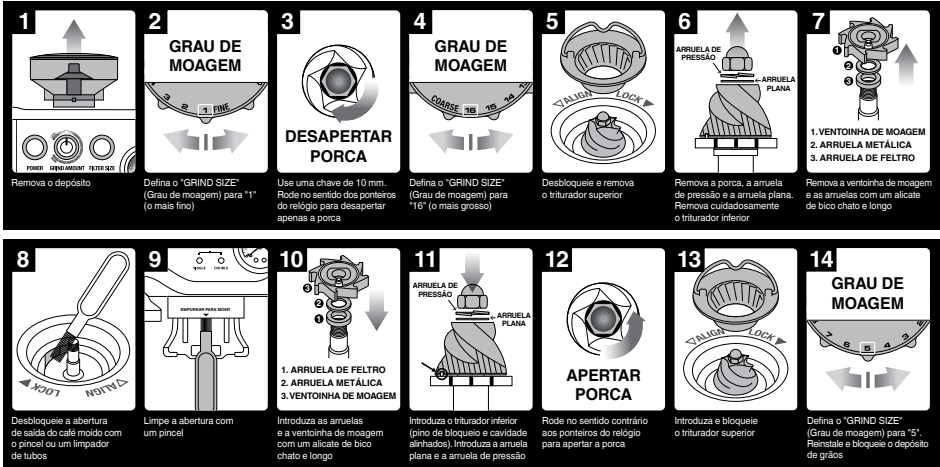 1
POWER GRIND AMOUNT FILTER SIZE
Remova o depósito
2
GRAU DE
MOAGEM
3 2 1 FINE
Defina o "GRIND SIZE"
(Grau de moagem) para "1"
(o mais fino)
3
DESAPERTAR
PORCA
Use uma chave de 10 mm.
Rode no sentido dos ponteiros
do relógio para desapertar
apenas a porca
4
GRAU DE
MOAGEM
COARSE 16 15 14
Defina o "GRIND SIZE"
(Grau de moagem) para
"16" (o mais grosso)
5
ALIGN LOCK
Desbloqueie e remova
o triturador superior
6
ARRUELA DE
PRESSÃO
ARRUELA
PLANA
Remova a porca, a arruela
de pressão e a arruela plana.
Remova cuidadosamente
o triturador inferior
7
1
2
3
1. VENTOINHA DE MOAGEM
2. ARRUELA METÁLICA
3. ARRUELA DE FELTRO
Remova a ventoinha de moagem
e as arruelas com um alicate
de bico chato e longo
8
LOCK ALIGN
Desbloqueie a abertura
de saída do café moído com
o pincel ou um limpador
de tubos
9
SINGLE DOUBLE
EMPURRAR PARA MOER
Limpe a abertura com
um pincel
10
3
2
1
1. ARRUELA DE FELTRO
2. ARRUELA METÁLICA
3. VENTOINHA DE MOAGEM
Introduza as arruelas
e a ventoinha de moagem
com um alicate de bico
chato e longo
11
ARRUELA DE
PRESSÃO
ARRUELA
PLANA
Introduza o triturador inferior
(pino de bloqueio e cavidade
alinhados). Introduza a arruela
plana e a arruela de pressão
12
APERTAR
PORCA
Rode no sentido contrário
aos ponteiros do relógio
para apertar a porca
13
ALIGN LOCK
Introduza e bloqueie
o triturador superior
14
GRAU DE
MOAGEM
7 6 5 4 3
Defina o "GRIND SIZE"
(Grau de moagem) para "5".
Reinstale e bloqueie o depósito
de grãos